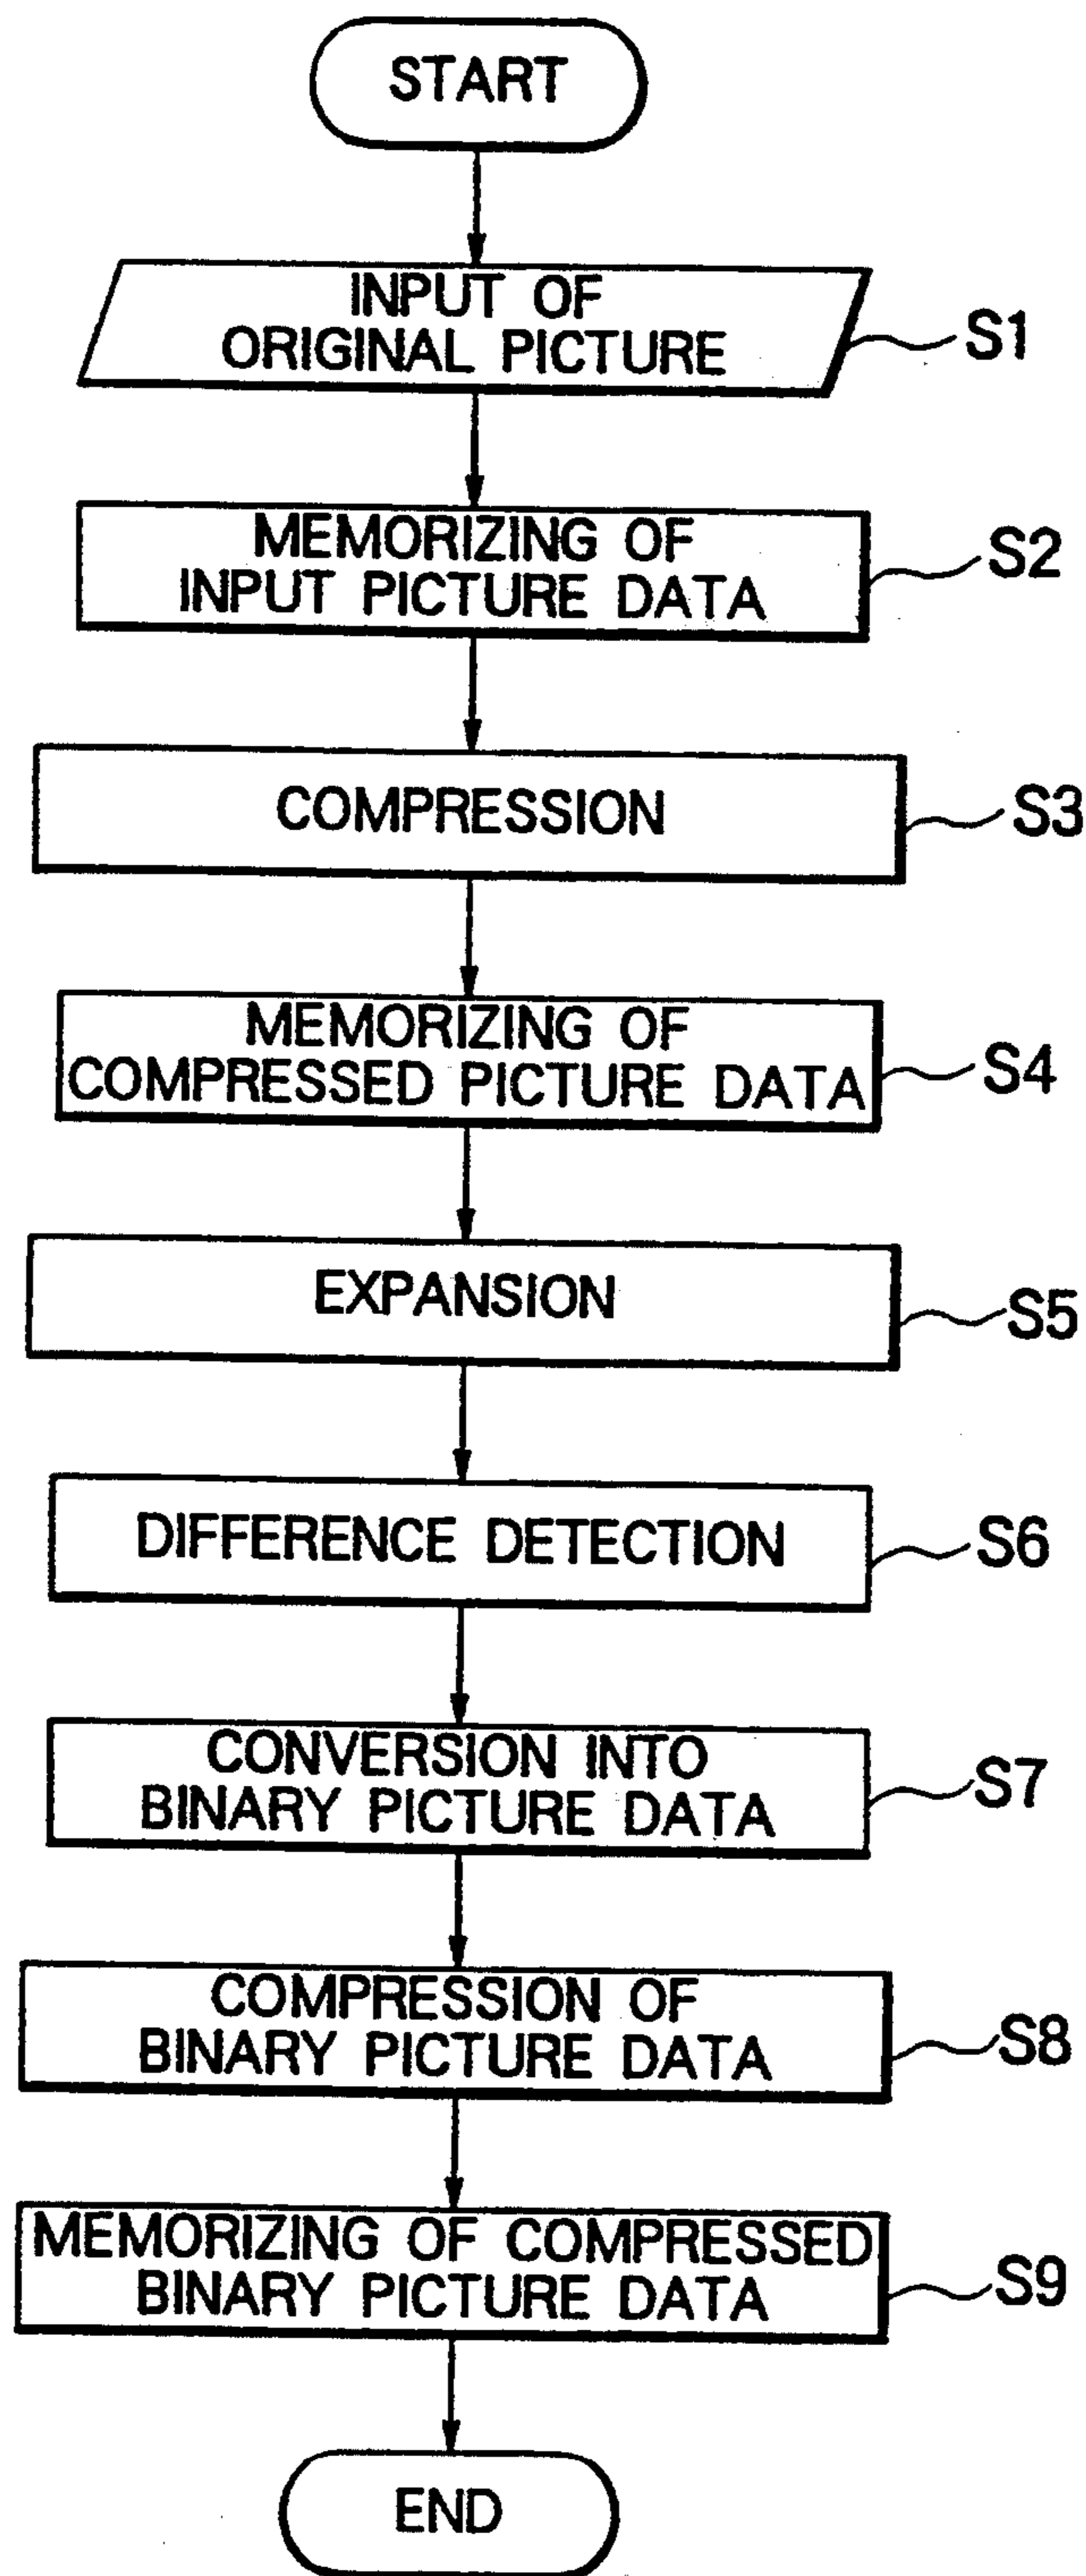 START
INPUT OF
ORIGINAL PICTURE
S1
MEMORIZING OF
INPUT PICTURE DATA
S2
COMPRESSION
S3
MEMORIZING OF
COMPRESSED PICTURE DATA
S4
EXPANSION
S5
DIFFERENCE DETECTION
S6
CONVERSION INTO
BINARY PICTURE DATA
S7
COMPRESSION OF
BINARY PICTURE DATA
S8
MEMORIZING OF COMPRESSED
BINARY PICTURE DATA
S9
END